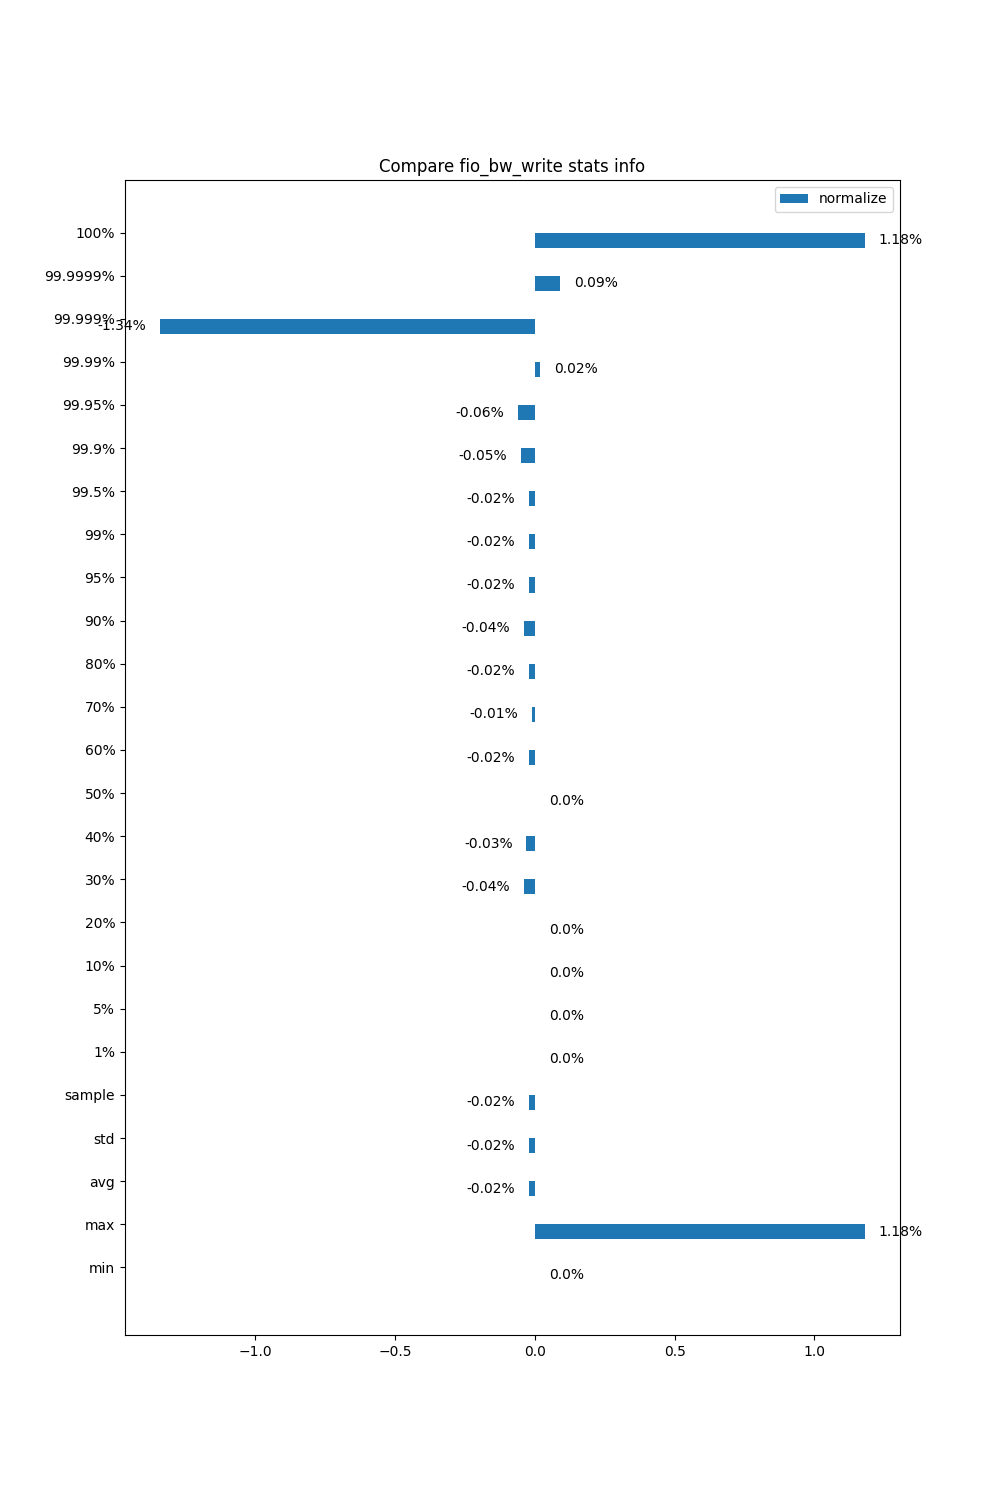 Compare fio_bw_write stats info
normalize
100% 1.18%
99.9999% 0.09%
99.999% -1.34%
99.99% 0.02%
99.95% -0.06%
99.9% -0.05%
99.5% -0.02%
99% -0.02%
95% -0.02%
90% -0.04%
80% -0.02%
70% -0.01%
60% -0.02%
50% 0.0%
40% -0.03%
30% -0.04%
20% 0.0%
10% 0.0%
5% 0.0%
1% 0.0%
sample -0.02%
std -0.02%
avg -0.02%
max 1.18%
min 0.0%
−1.0 −0.5 0.0 0.5 1.0